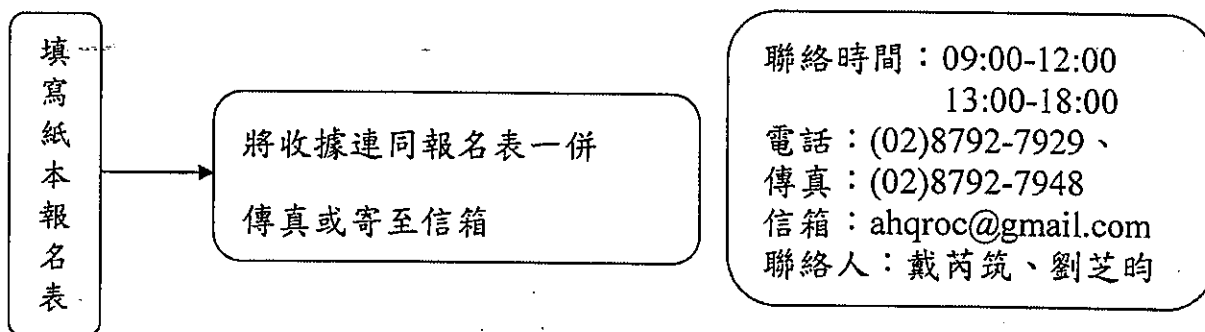 填寫紙本報名表
將收據連同報名表一併
傳真或寄至信箱
聯絡時間：09:00-12:00
13:00-18:00
電話：(02)8792-7929、
傳真：(02)8792-7948
信箱：ahqroc@gmail.com
聯絡人：戴芮筑、劉芝昀